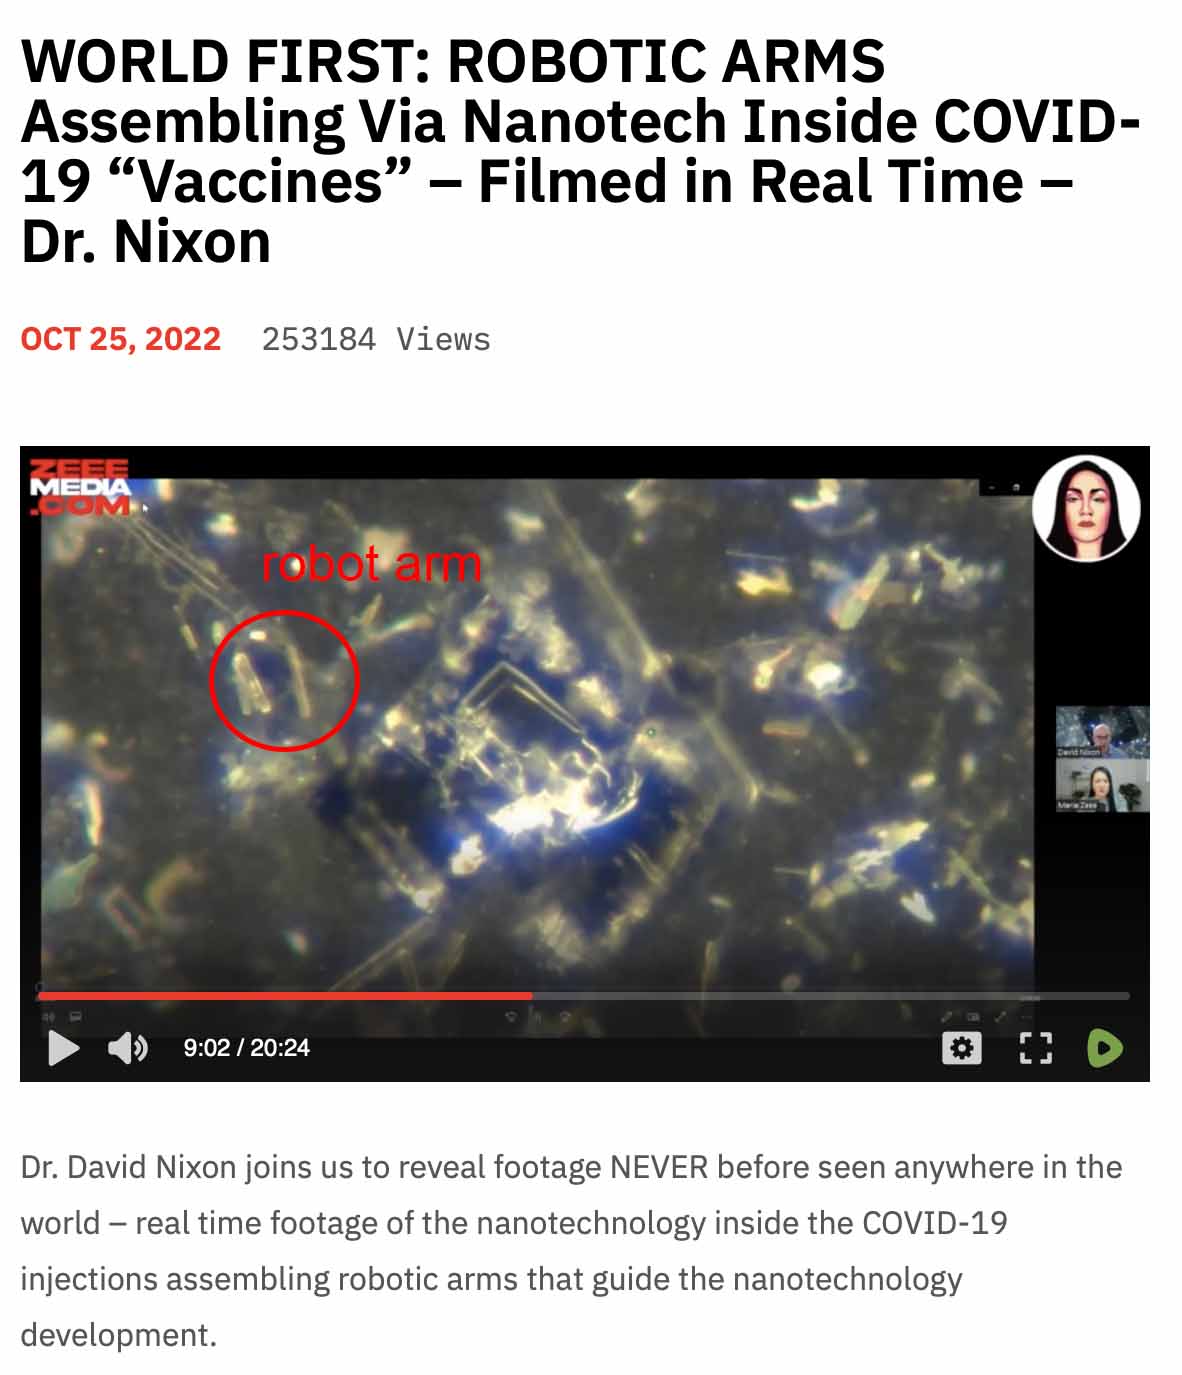 WORLD FIRST: ROBOTIC ARMS
Assembling Via Nanotech Inside COVID-
19 “Vaccines” – Filmed in Real Time –
Dr. Nixon
OCT 25, 2022 253184 Views
ZEEE
MEDIA
.COM
robot arm
David Nixon
Maria Zeee
9:02 / 20:24
Dr. David Nixon joins us to reveal footage NEVER before seen anywhere in the
world – real time footage of the nanotechnology inside the COVID-19
injections assembling robotic arms that guide the nanotechnology
development.